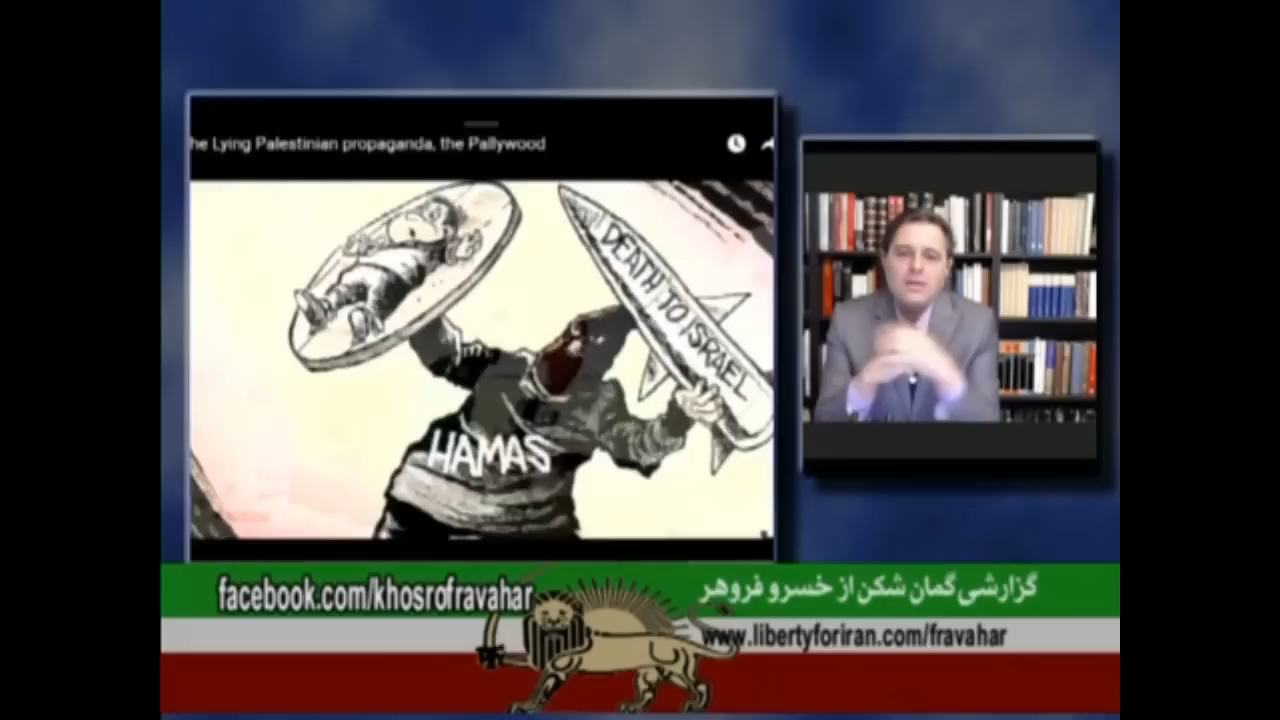 he Lying Palestinian propaganda, the Pallywood
DEATH TO ISRAEL
HAMAS
facebook.com/khosrofravahar
گزارشی گمان شکن از خسرو فروهر
www.libertyforiran.com/fravahar